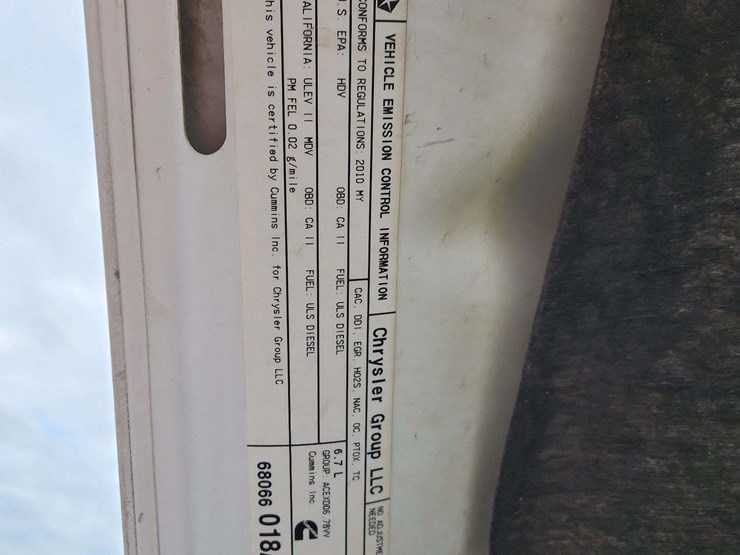 VEHICLE EMISSION CONTROL INFORMATION Chrysler Group LLC NO ADJUSTME
NEEDED
CONFORMS TO REGULATIONS: 2010 MY CAC, DDI, EGR, HO2S, NAC, OC, PTOX, TC
.S. EPA: HDV OBD: CA II FUEL: ULS DIESEL 6.7 L
ALIFORNIA: ULEV II MDV OBD: CA II FUEL: ULS DIESEL GROUP:
PM FEL 0.02 g/mile Cummins Inc.
his vehicle is certified by Cummins Inc. for Chrysler Group LLC 68066 018